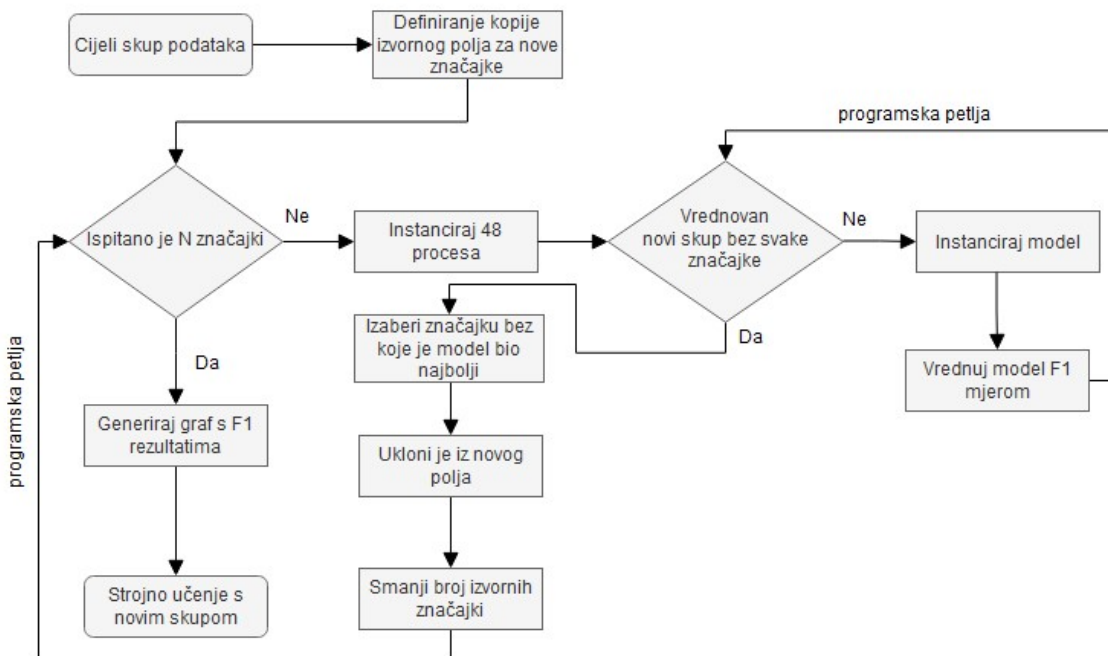 Cijeli skup podataka
Definiranje kopije
izvornog polja za nove
značajke
programska petlja
Ispitano je N značajki
Ne
Instanciraj 48
procesa
Vrednovan
novi skup bez svake
značajke
Ne
Instanciraj model
Da
Izaberi značajku bez
koje je model bio
najbolji
Da
Vrednuj model F1
mjerom
programska petlja
Generiraj graf s F1
rezultatima
Ukloni je iz novog
polja
Strojno učenje s
novim skupom
Smanji broj izvornih
značajki